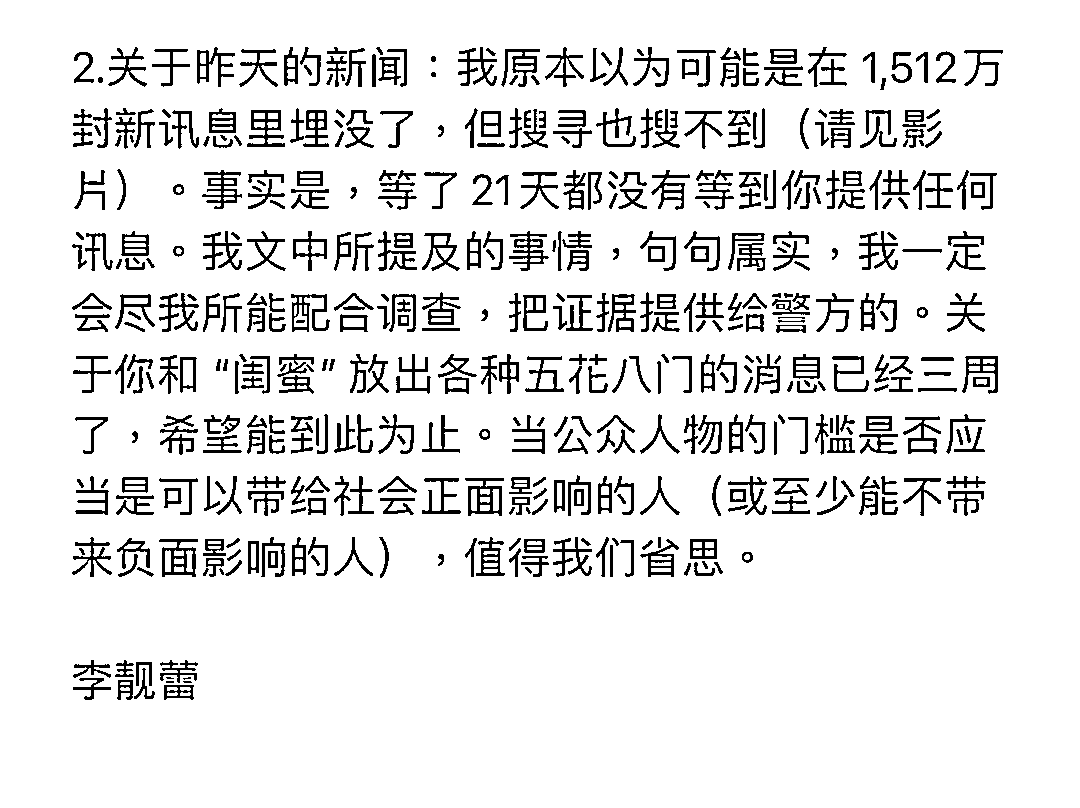 2.关于昨天的新闻：我原本以为可能是在 1,512万
封新讯息里埋没了，但搜寻也搜不到（请见影
片）。事实是，等了 21天都没有等到你提供任何
讯息。我文中所提及的事情，句句属实，我一定
会尽我所能配合调查，把证据提供给警方的。关
于你和 “闺蜜” 放出各种五花八门的消息已经三周
了，希望能到此为止。当公众人物的门槛是否应
当是可以带给社会正面影响的人（或至少能不带
来负面影响的人），值得我们省思。
李靓蕾